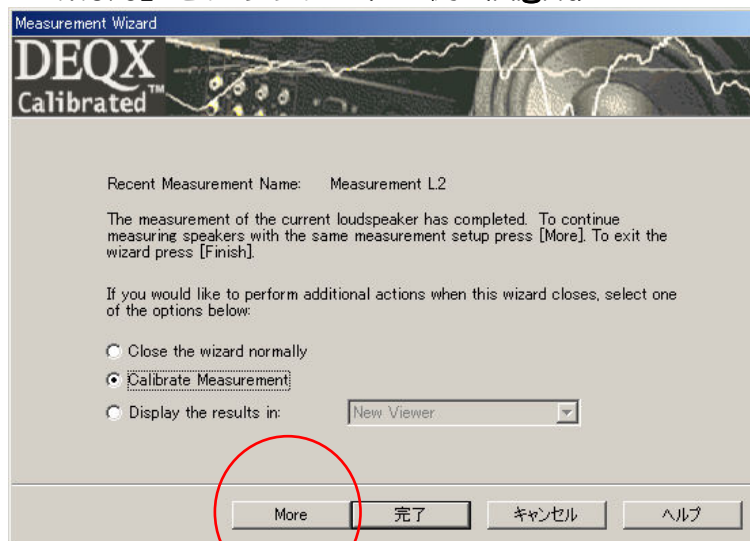 Measurement Wizard
DEQX
Calibrated™
Recent Measurement Name: Measurement L.2
The measurement of the current loudspeaker has completed. To continue
measuring speakers with the same measurement setup press [More]. To exit the
wizard press [Finish].
If you would like to perform additional actions when this wizard closes, select one
of the options below:
Close the wizard normally
Calibrate Measurement
Display the results in: New Viewer
More 完了 キャンセル ヘルプ